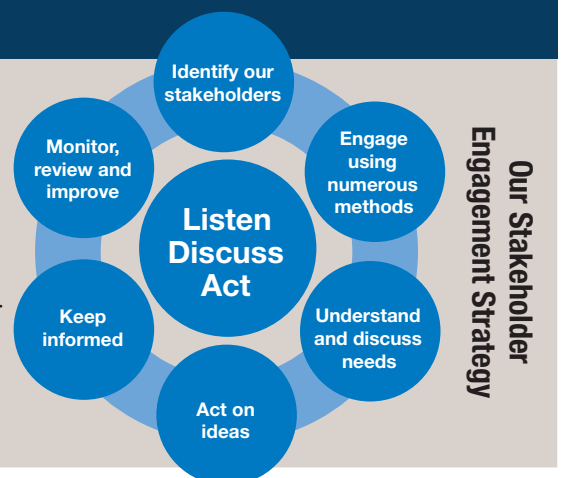 Identify our
stakeholders
Engage
using
numerous
methods
Understand
and discuss
needs
Act on
ideas
Keep
informed
Monitor,
review and
improve
Listen
Discuss
Act
Our Stakeholder
Engagement Strategy